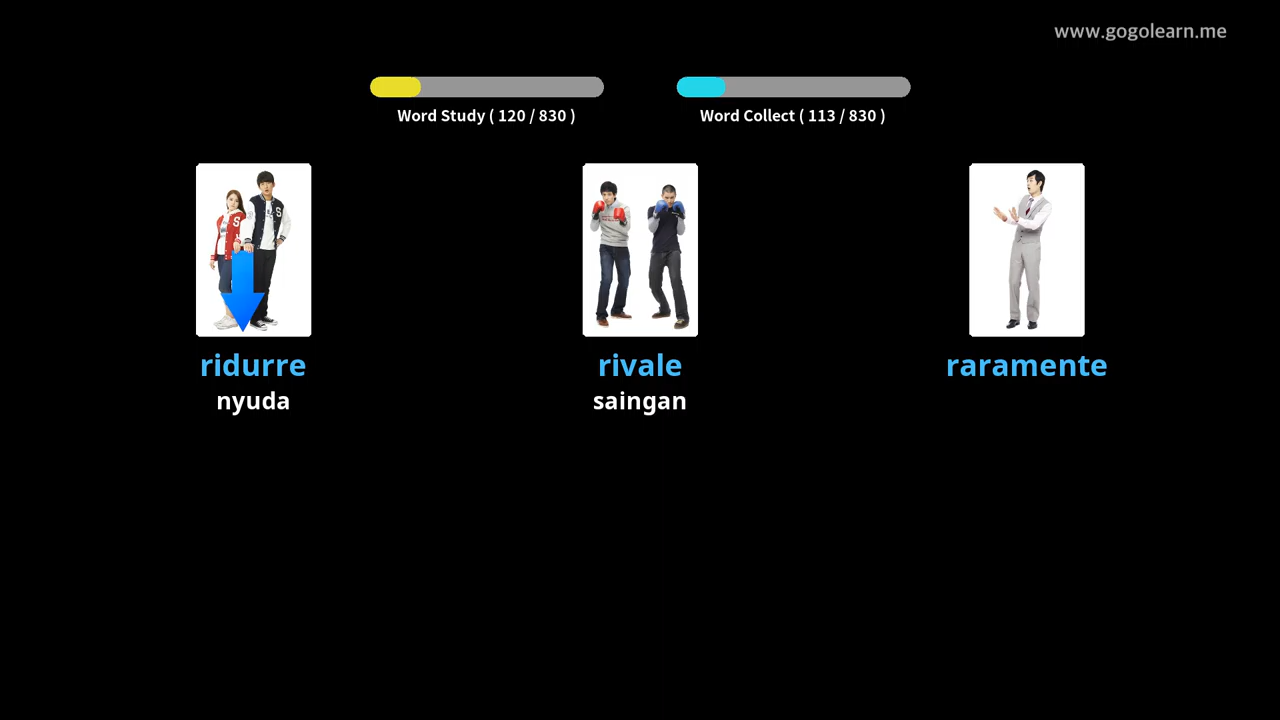 www.gogolearn.me
Word Study ( 120 / 830 )
Word Collect ( 113 / 830 )
ridurre
nyuda
rivale
saingan
raramente